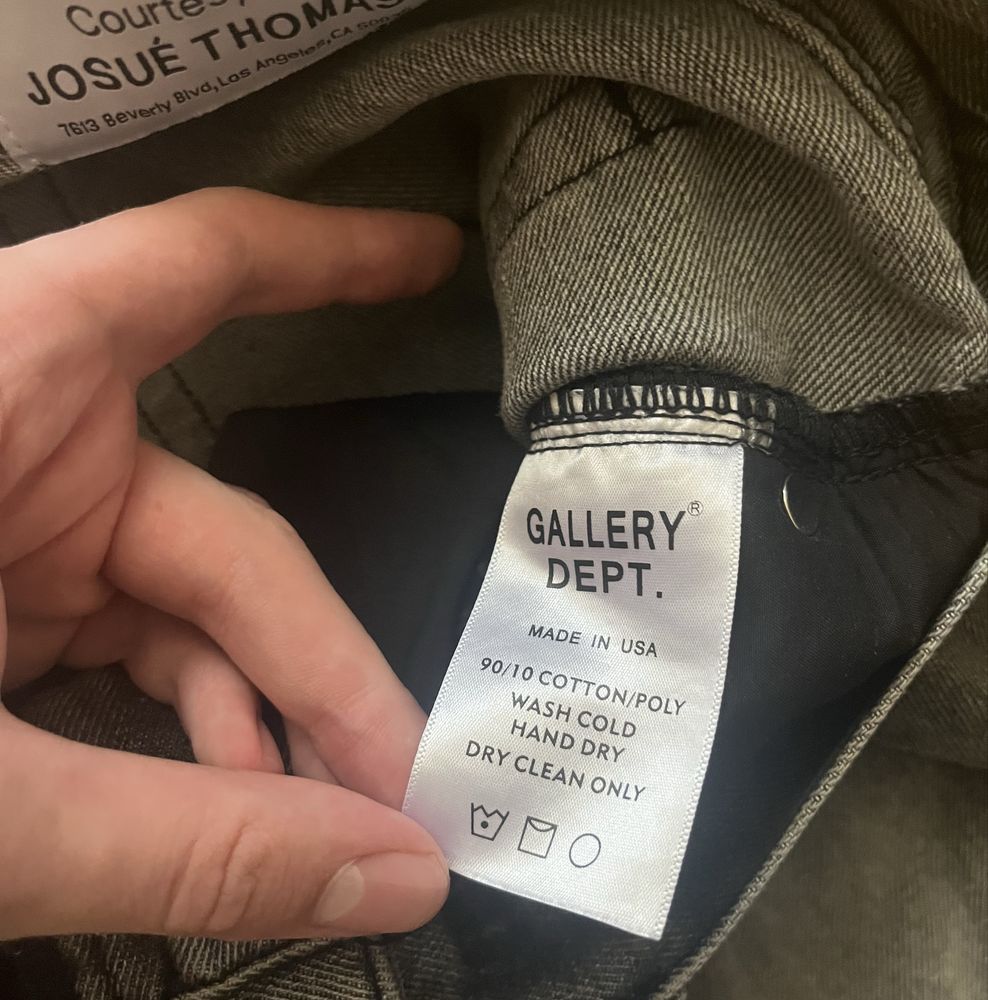 JOSUÉ THOMAS
7613 Beverly Blvd, Los Angeles, CA
GALLERY®
DEPT.
MADE IN USA
90/10 COTTON/POLY
WASH COLD
HAND DRY
DRY CLEAN ONLY